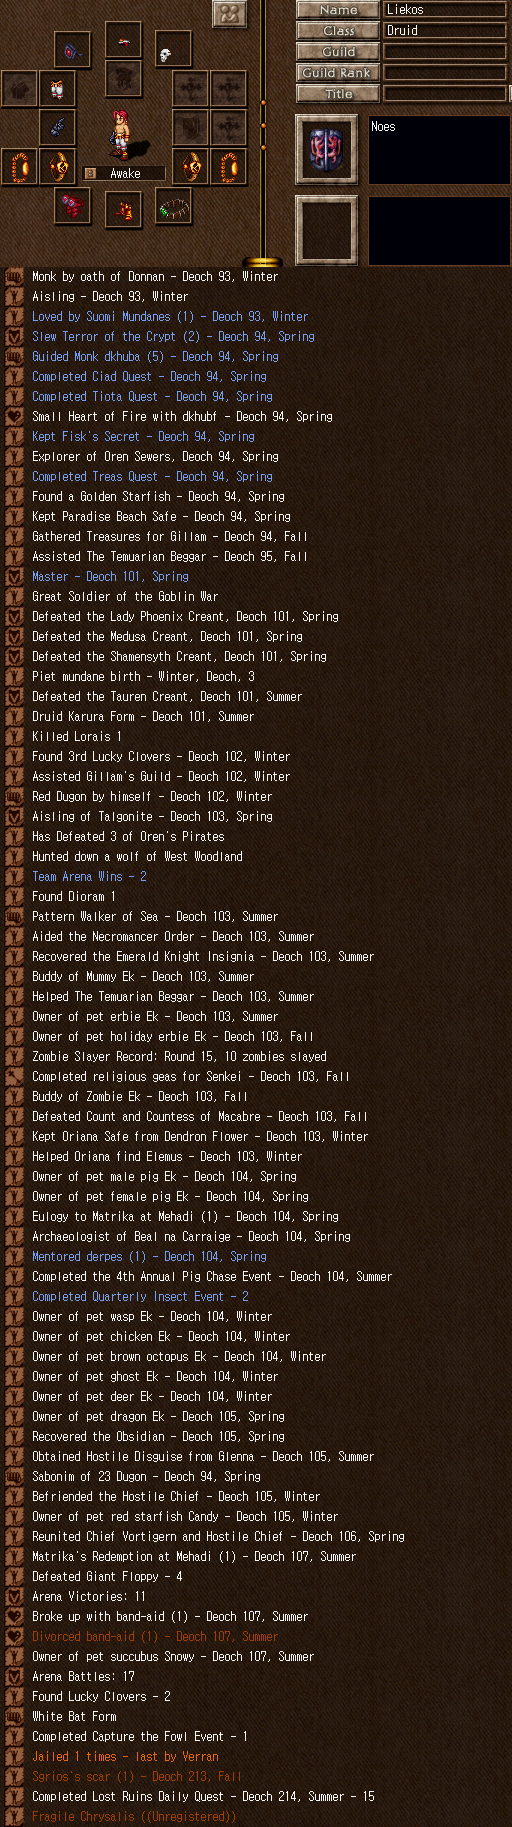 Name
Liekos
Class
Druid
Guild
Guild Rank
Title
Noes
Awake
Monk by oath of Donnan - Deoch 93, Winter
Aisling - Deoch 93, Winter
Loved by Suomi Mundanes (1) - Deoch 93, Winter
Slew Terror of the Crypt (2) - Deoch 94, Spring
Guided Monk dkhuba (5) - Deoch 94, Spring
Completed Ciad Quest - Deoch 94, Spring
Completed Tiota Quest - Deoch 94, Spring
Small Heart of Fire with dkhubf - Deoch 94, Spring
Kept Fisk's Secret - Deoch 94, Spring
Explorer of Oren Sewers, Deoch 94, Spring
Completed Treas Quest - Deoch 94, Spring
Found a Golden Starfish - Deoch 94, Spring
Kept Paradise Beach Safe - Deoch 94, Spring
Gathered Treasures for Gillam - Deoch 94, Fall
Assisted The Temuarian Beggar - Deoch 95, Fall
Master - Deoch 101, Spring
Great Soldier of the Goblin War
Defeated the Lady Phoenix Creant, Deoch 101, Spring
Defeated the Medusa Creant, Deoch 101, Spring
Defeated the Shamensyth Creant, Deoch 101, Spring
Piet mundane birth - Winter, Deoch, 3
Defeated the Tauren Creant, Deoch 101, Summer
Druid Karura Form - Deoch 101, Summer
Killed Lorais 1
Found 3rd Lucky Clovers - Deoch 102, Winter
Assisted Gillam's Guild - Deoch 102, Winter
Red Dugon by himself - Deoch 102, Winter
Aisling of Talgonite - Deoch 103, Spring
Has Defeated 3 of Oren's Pirates
Hunted down a wolf of West Woodland
Team Arena Wins - 2
Found Dioram 1
Pattern Walker of Sea - Deoch 103, Summer
Aided the Necromancer Order - Deoch 103, Summer
Recovered the Emerald Knight Insignia - Deoch 103, Summer
Buddy of Mummy Ek - Deoch 103, Summer
Helped The Temuarian Beggar - Deoch 103, Summer
Owner of pet erbie Ek - Deoch 103, Summer
Owner of pet holiday erbie Ek - Deoch 103, Fall
Zombie Slayer Record: Round 15, 10 zombies slayed
Completed religious geas for Senkei - Deoch 103, Fall
Buddy of Zombie Ek - Deoch 103, Fall
Defeated Count and Countess of Macabre - Deoch 103, Fall
Kept Oriana Safe from Dendron Flower - Deoch 103, Winter
Helped Oriana find Elemus - Deoch 103, Winter
Owner of pet male pig Ek - Deoch 104, Spring
Owner of pet female pig Ek - Deoch 104, Spring
Eulogy to Matrika at Mehadi (1) - Deoch 104, Spring
Archaeologist of Beal na Carraige - Deoch 104, Spring
Mentored derpes (1) - Deoch 104, Spring
Completed the 4th Annual Pig Chase Event - Deoch 104, Summer
Completed Quarterly Insect Event - 2
Owner of pet wasp Ek - Deoch 104, Winter
Owner of pet chicken Ek - Deoch 104, Winter
Owner of pet brown octopus Ek - Deoch 104, Winter
Owner of pet ghost Ek - Deoch 104, Winter
Owner of pet deer Ek - Deoch 104, Winter
Owner of pet dragon Ek - Deoch 105, Spring
Recovered the Obsidian - Deoch 105, Spring
Obtained Hostile Disguise from Glenna - Deoch 105, Summer
Sabonim of 23 Dugon - Deoch 94, Spring
Befriended the Hostile Chief - Deoch 105, Winter
Owner of pet red starfish Candy - Deoch 105, Winter
Reunited Chief Vortigern and Hostile Chief - Deoch 106, Spring
Matrika's Redemption at Mehadi (1) - Deoch 107, Summer
Defeated Giant Floppy - 4
Arena Victories: 11
Broke up with band-aid (1) - Deoch 107, Summer
Divorced band-aid (1) - Deoch 107, Summer
Owner of pet succubus Snowy - Deoch 107, Summer
Arena Battles: 17
Found Lucky Clovers - 2
White Bat Form
Completed Capture the Fowl Event - 1
Jailed 1 times - last by Verran
Sgrios's scar (1) - Deoch 213, Fall
Completed Lost Ruins Daily Quest - Deoch 214, Summer - 15
Fragile Chrysalis ((Unregistered))